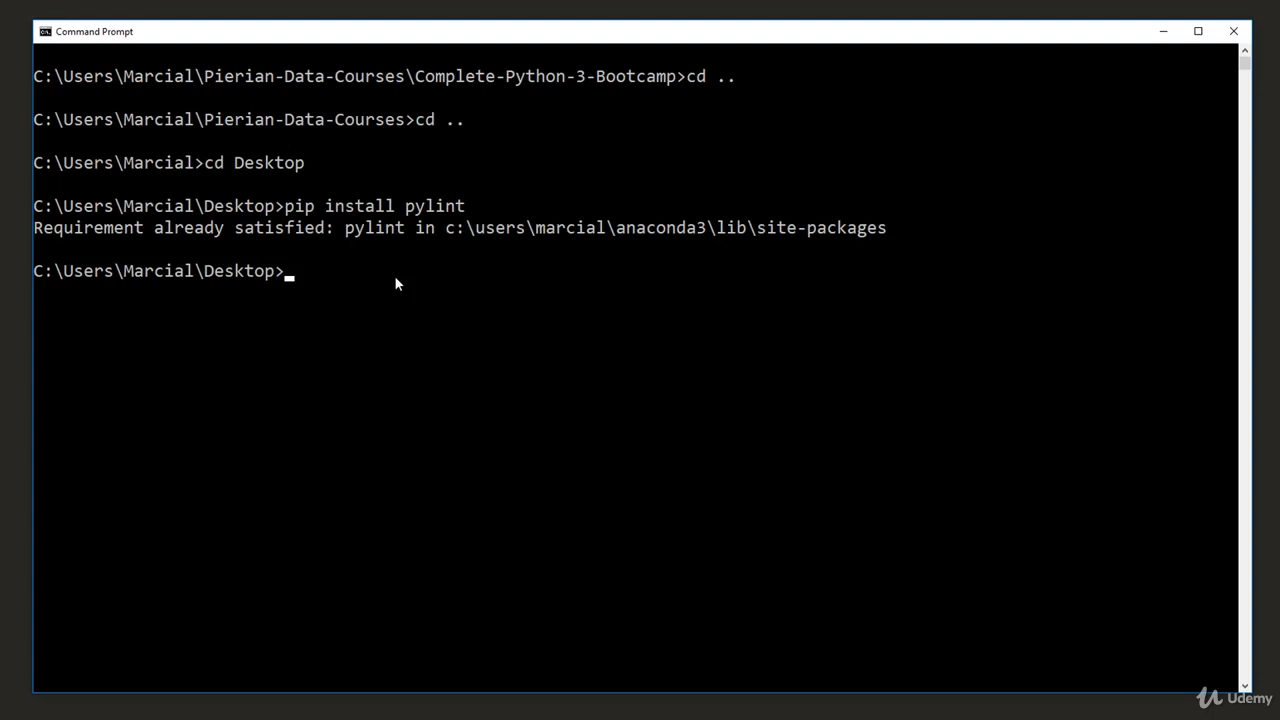 Command Prompt
C:\Users\Marcial\Pierian-Data-Courses\Complete-Python-3-Bootcamp>cd ..
C:\Users\Marcial\Pierian-Data-Courses>cd ..
C:\Users\Marcial>cd Desktop
C:\Users\Marcial\Desktop>pip install pylint
Requirement already satisfied: pylint in c:\users\marcial\anaconda3\lib\site-packages
C:\Users\Marcial\Desktop>
Udemy